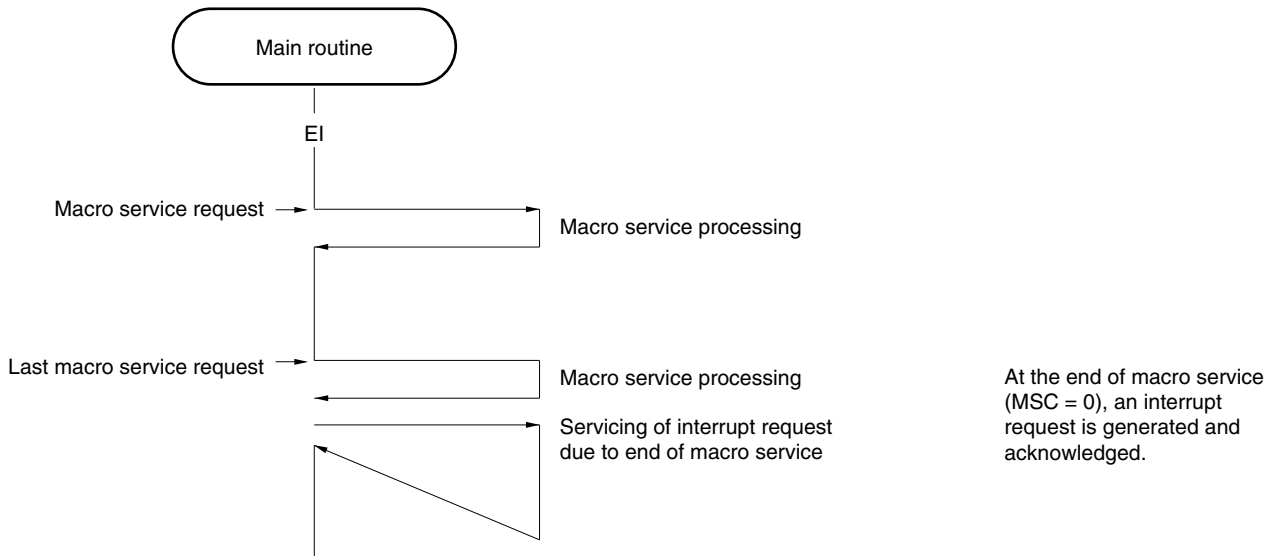 Main routine
EI
Macro service request
Macro service processing
Last macro service request
Macro service processing
Servicing of interrupt request
due to end of macro service
At the end of macro service
(MSC = 0), an interrupt
request is generated and
acknowledged.